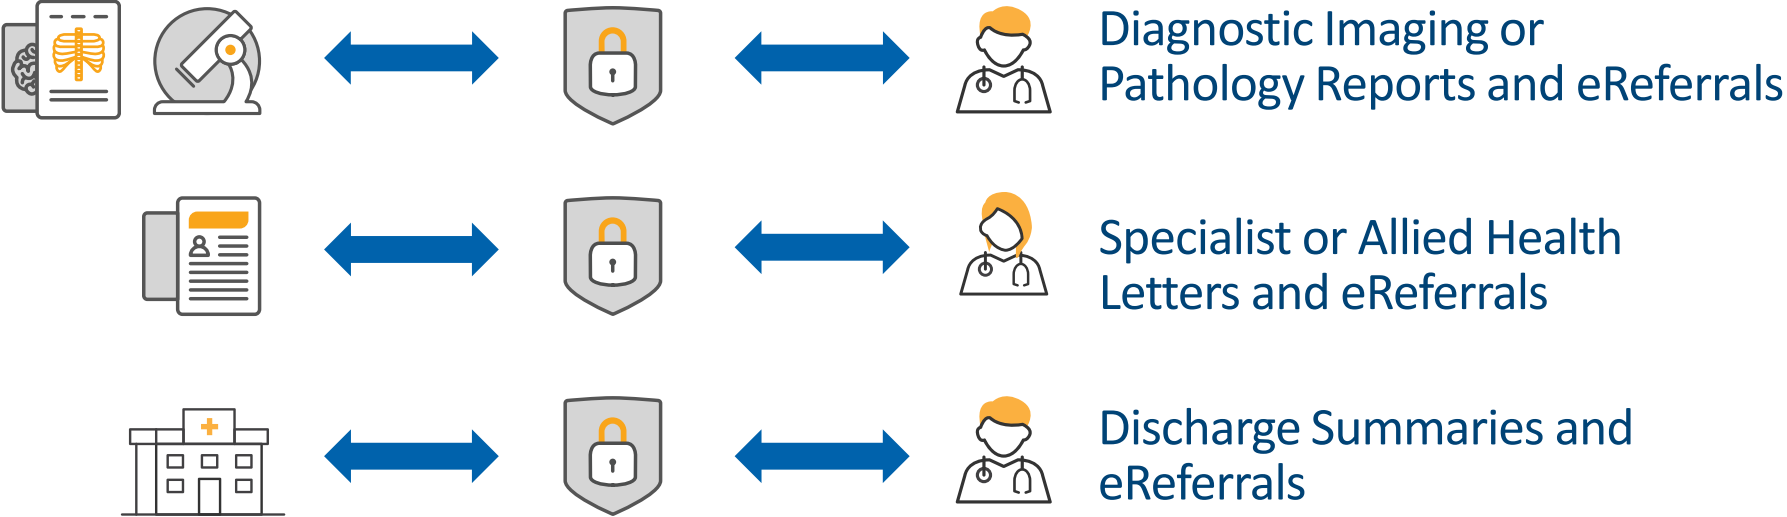 Diagnostic Imaging or
Pathology Reports and eReferrals
Specialist or Allied Health
Letters and eReferrals
Discharge Summaries and
eReferrals